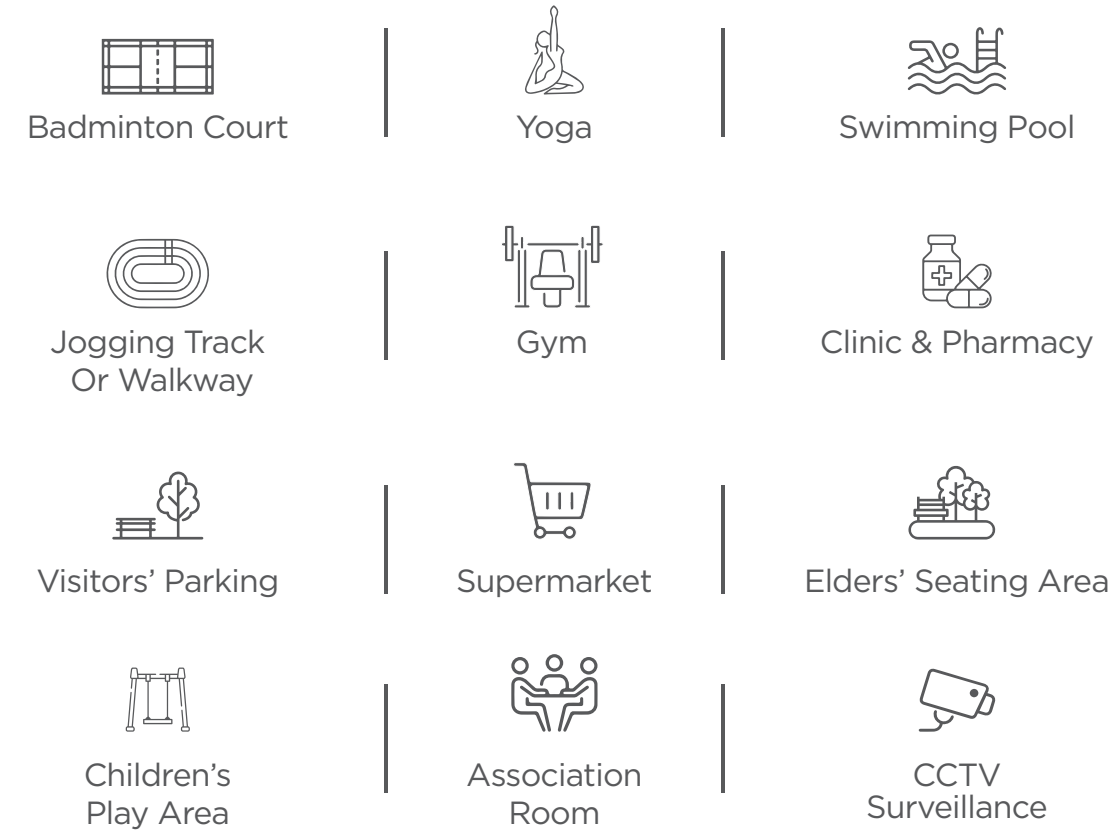 Badminton Court
Yoga
Swimming Pool
Jogging Track
Or Walkway
Gym
Clinic & Pharmacy
Visitors’ Parking
Supermarket
Elders’ Seating Area
Children’s
Play Area
Association
Room
CCTV
Surveillance